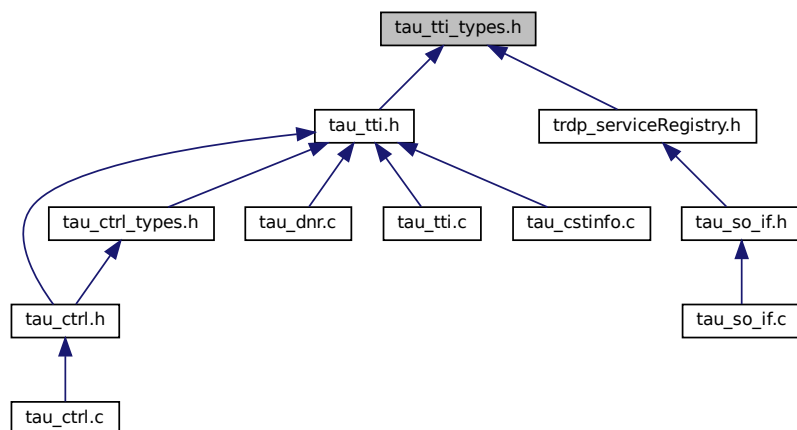 tau_tti_types.h
tau_tti.h
trdp_serviceRegistry.h
tau_ctrl_types.h
tau_dnr.c
tau_tti.c
tau_cstinfo.c
tau_so_if.h
tau_ctrl.h
tau_so_if.c
tau_ctrl.c